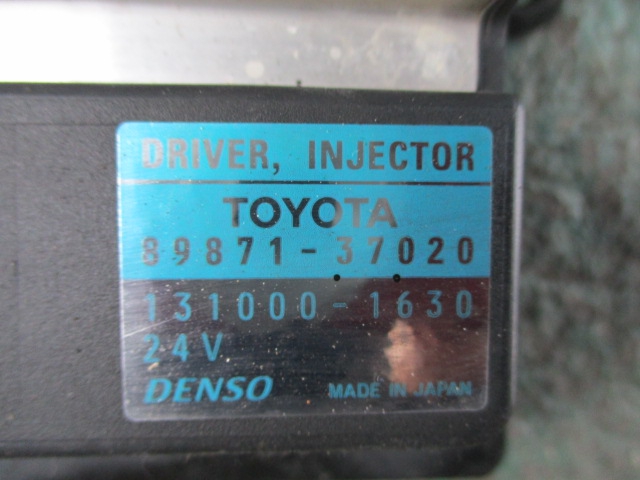 DRIVER, INJECTOR
TOYOTA
89871-37020
131000-1630
24V
DENSO MADE IN JAPAN